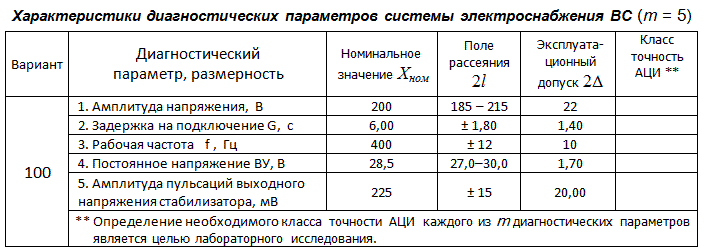 Характеристики диагностических параметров системы электроснабжения ВС (m = 5)
Вариант Диагностический параметр, размерность Номинальное значение Xном Поле рассеяния 2l Эксплуата-ционный допуск 2Δ Класс точность АЦИ **
100
1. Амплитуда напряжения, В 200 185 – 215 22
2. Задержка на подключение G, с 6,00 ± 1,80 1,40
3. Рабочая частота f , Гц 400 ± 12 10
4. Постоянное напряжение ВУ, В 28,5 27,0–30,0 1,70
5. Амплитуда пульсаций выходного
напряжения стабилизатора, мВ 225 ± 15 20,00
** Определение необходимого класса точности АЦИ каждого из m диагностических параметров
является целью лабораторного исследования.